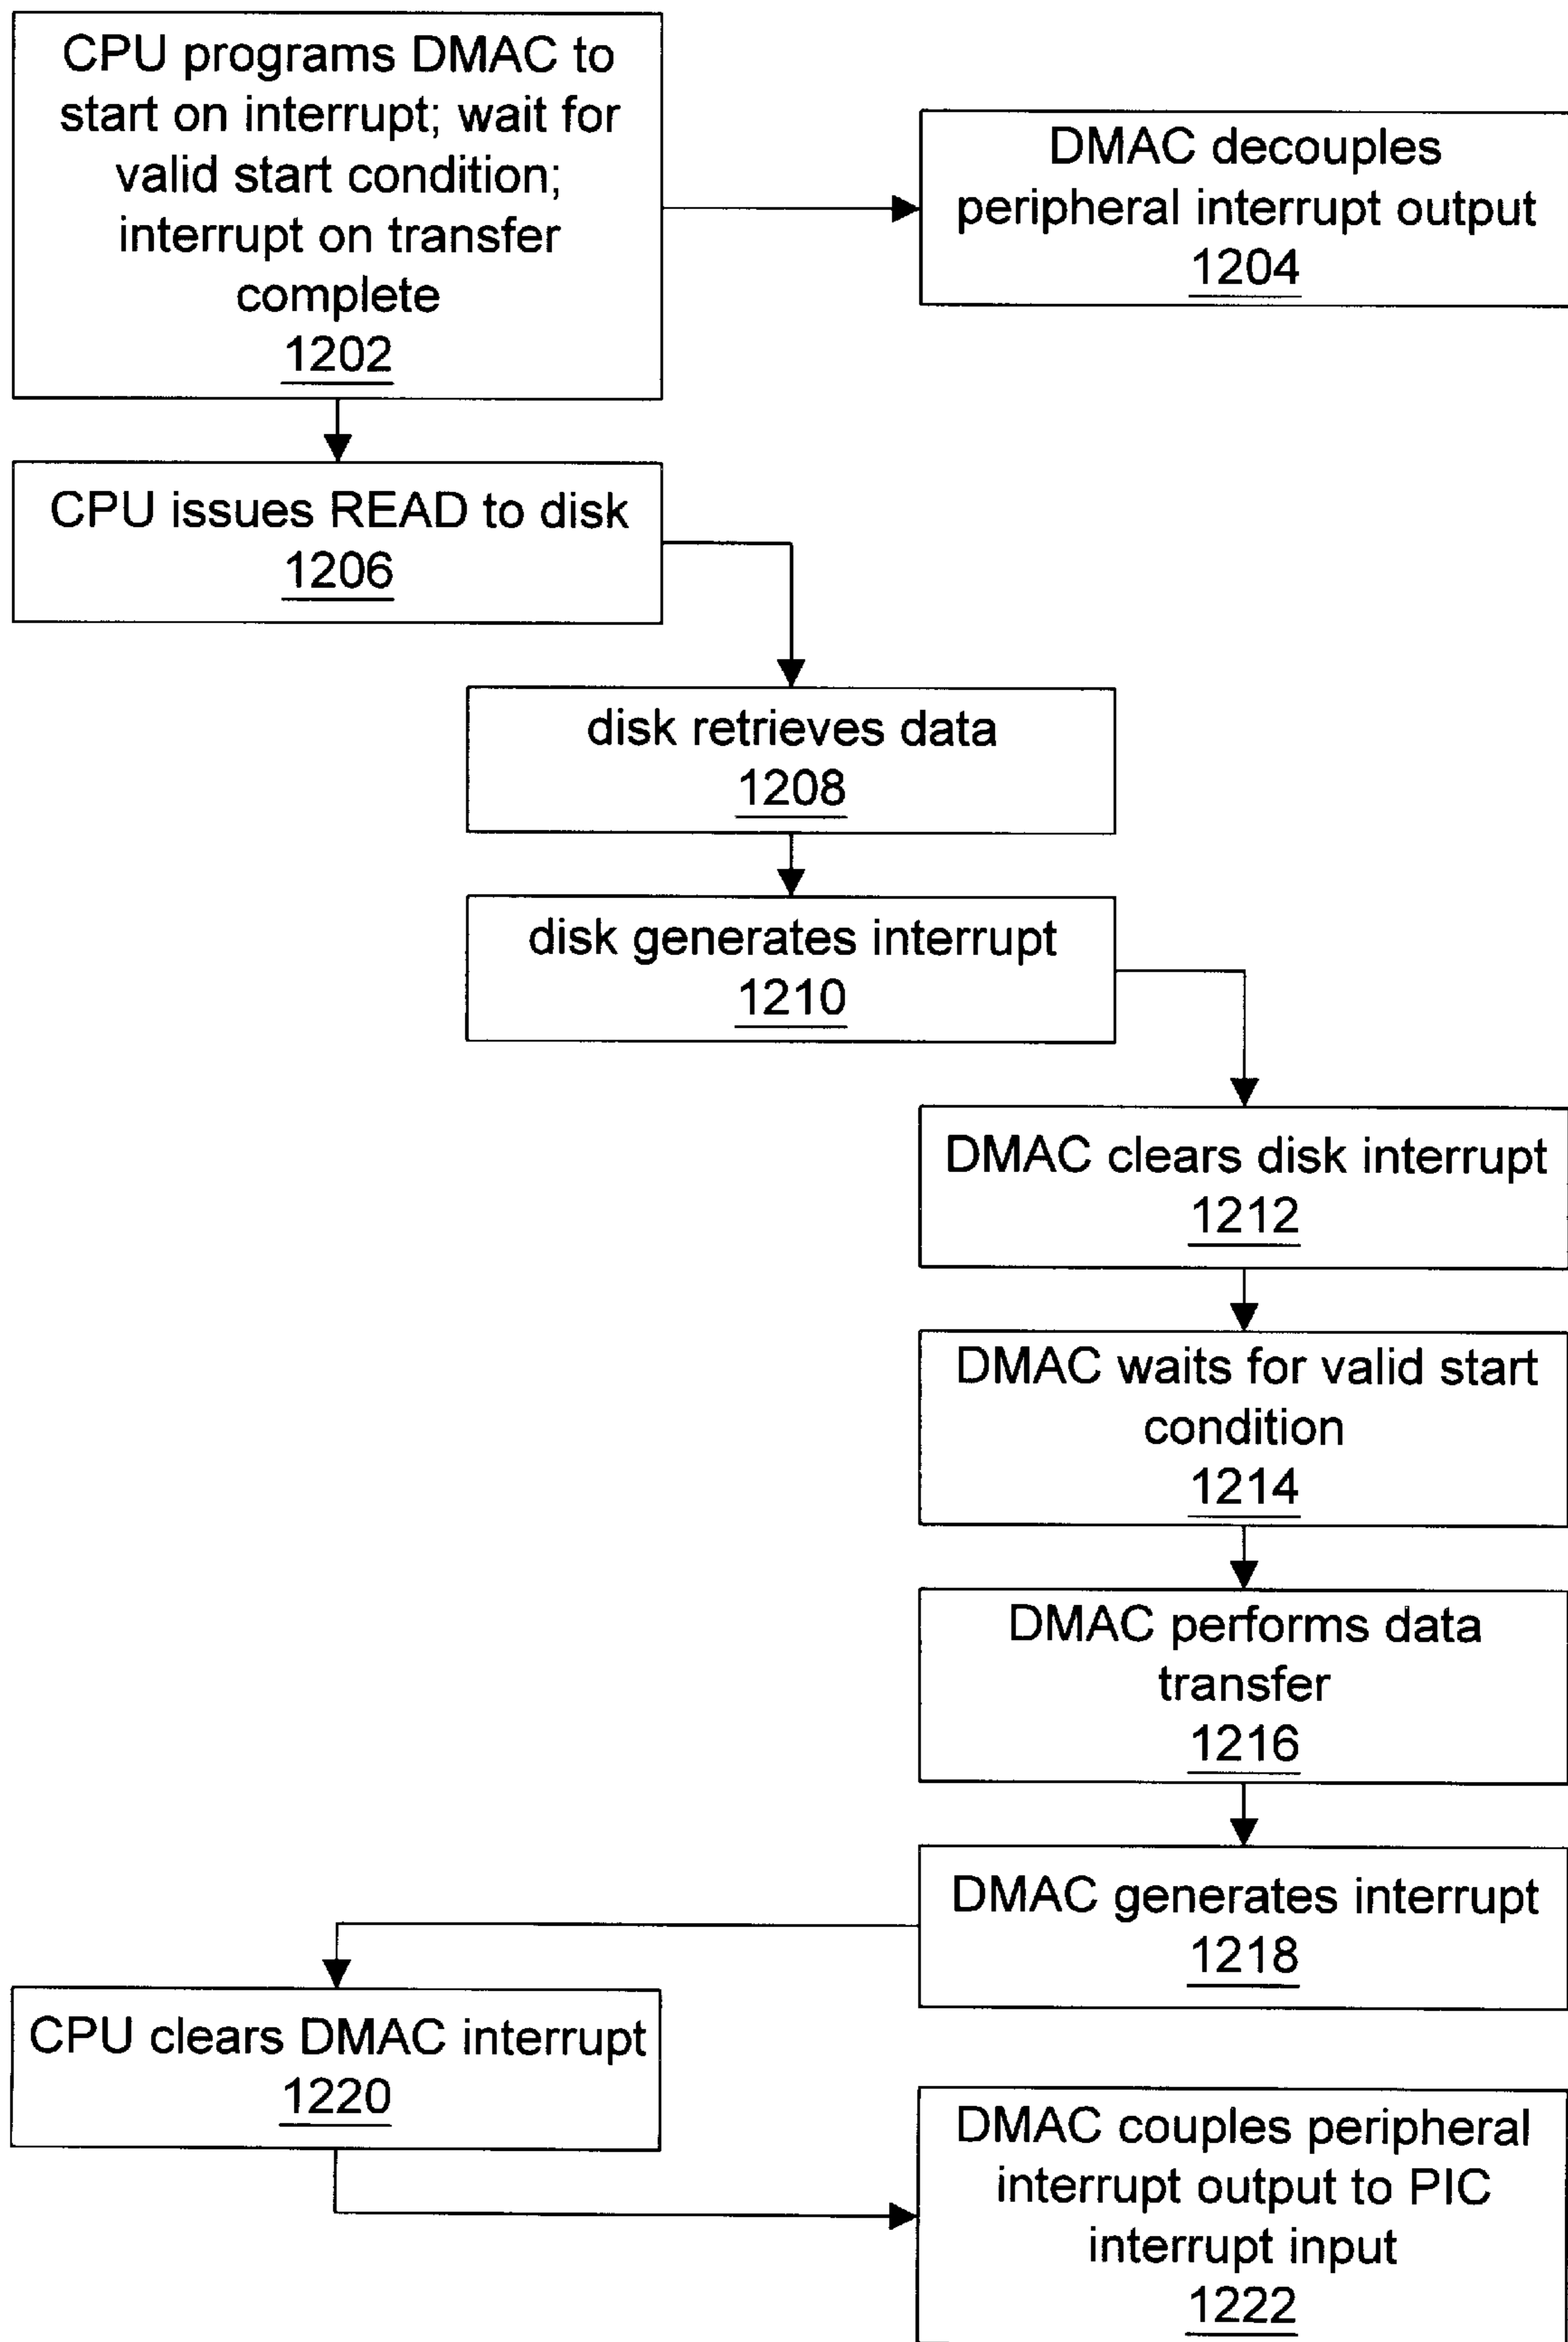 CPU programs DMAC to
start on interrupt; wait for
valid start condition;
interrupt on transfer
complete
1202
DMAC decouples
peripheral interrupt output
1204
CPU issues READ to disk
1206
disk retrieves data
1208
disk generates interrupt
1210
DMAC clears disk interrupt
1212
DMAC waits for valid start
condition
1214
DMAC performs data
transfer
1216
DMAC generates interrupt
1218
CPU clears DMAC interrupt
1220
DMAC couples peripheral
interrupt output to PIC
interrupt input
1222